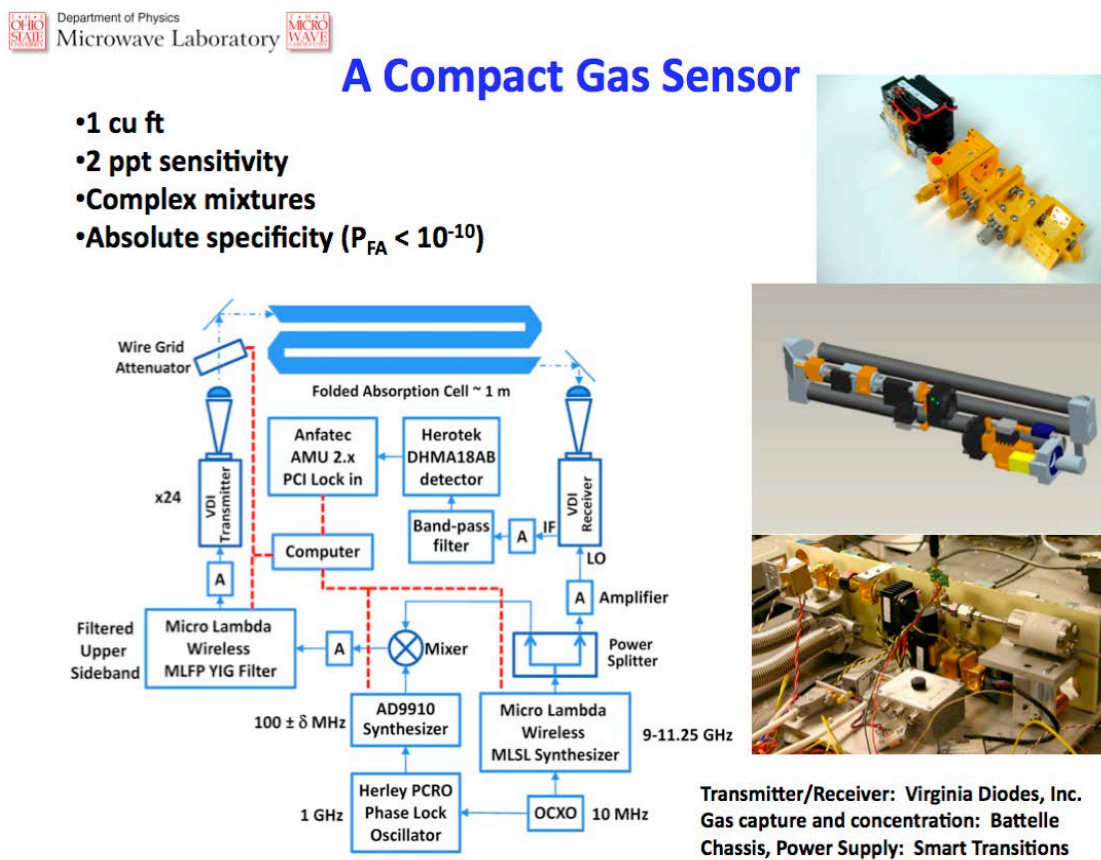 THE
OHIO
STATE
UNIVERSITY
Department of Physics
Microwave Laboratory
THE
MICRO
WAVE
LABORATORY
A Compact Gas Sensor
•1 cu ft
•2 ppt sensitivity
•Complex mixtures
•Absolute specificity (PFA < 10-10)
Wire Grid
Attenuator
Folded Absorption Cell ~ 1 m
x24
VDI
Transmitter
Anfatec
AMU 2.x
PCI Lock in
Herotek
DHMA18AB
detector
VDI
Receiver
Band-pass
filter
A
IF
LO
Computer
A
A
Amplifier
Filtered
Upper
Sideband
Micro Lambda
Wireless
MLFP YIG Filter
A
Mixer
Power
Splitter
100 ± δ MHz
AD9910
Synthesizer
Micro Lambda
Wireless
MLSL Synthesizer
9-11.25 GHz
1 GHz
Herley PCRO
Phase Lock
Oscillator
OCXO
10 MHz
Transmitter/Receiver: Virginia Diodes, Inc.
Gas capture and concentration: Battelle
Chassis, Power Supply: Smart Transitions